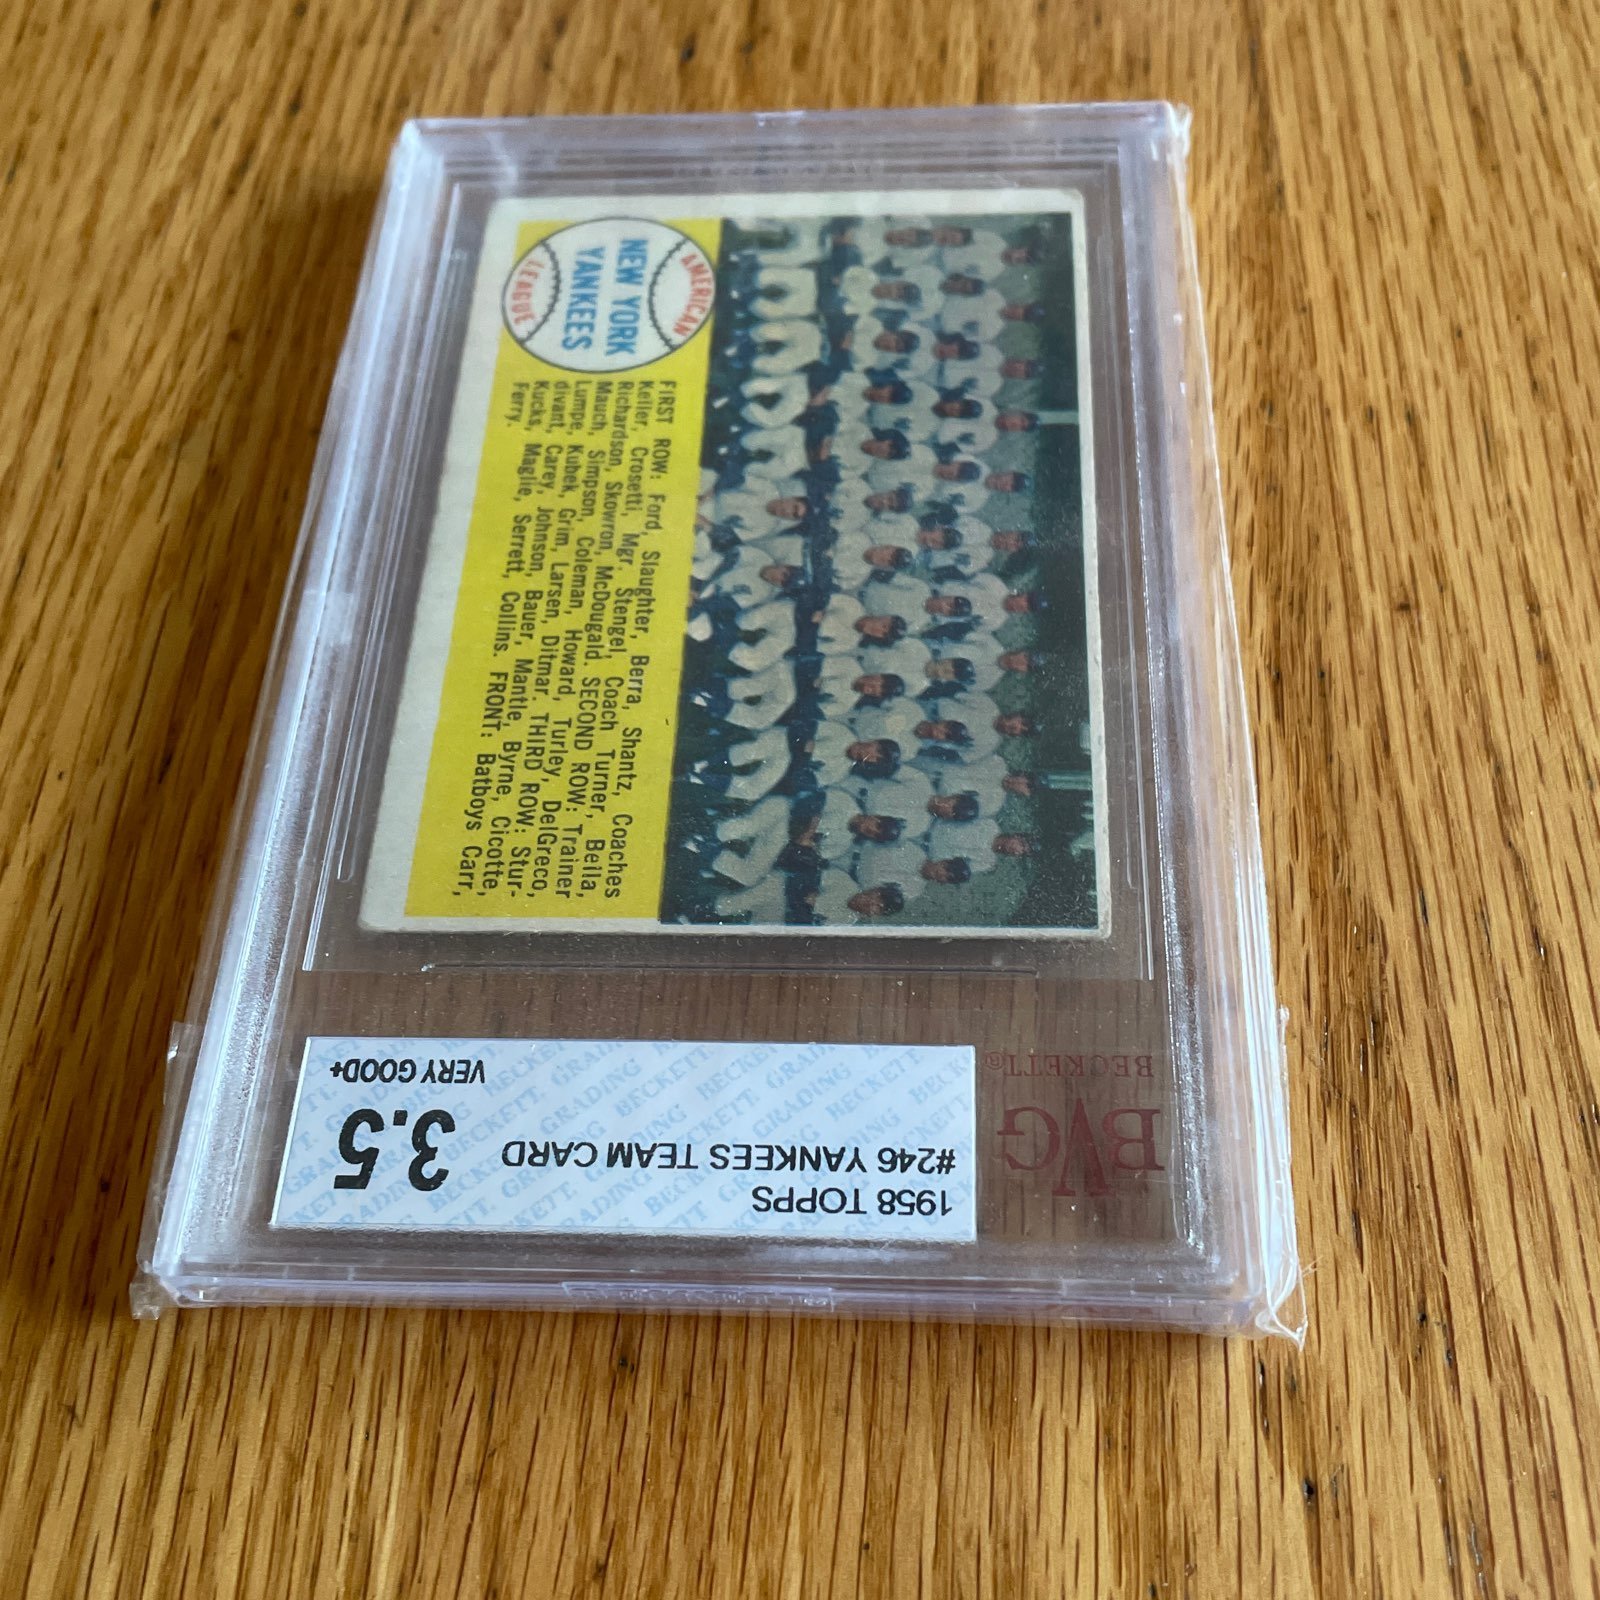 AMERICAN
NEW YORK
YANKEES
LEAGUE
FIRST ROW: Ford, Slaughter, Berra, Shantz, Coaches
Keller, Crosetti, Mgr. Stengel, Coach Turner, Beila,
Richardson, Skowron, McDougald. SECOND ROW: Trainer
Mauch, Simpson, Coleman, Howard, Turley, DelGreco,
Lumpe, Kubek, Grim, Larsen, Ditmar. THIRD ROW: Stur-
divant, Carey, Johnson, Bauer, Mantle, Byrne, Cicotte,
Kucks, Maglie, Serrett, Collins. FRONT: Batboys Carr,
Ferry.
BVG
BECKETT®
1958 TOPPS
#246 YANKEES TEAM CARD
3.5
VERY GOOD+